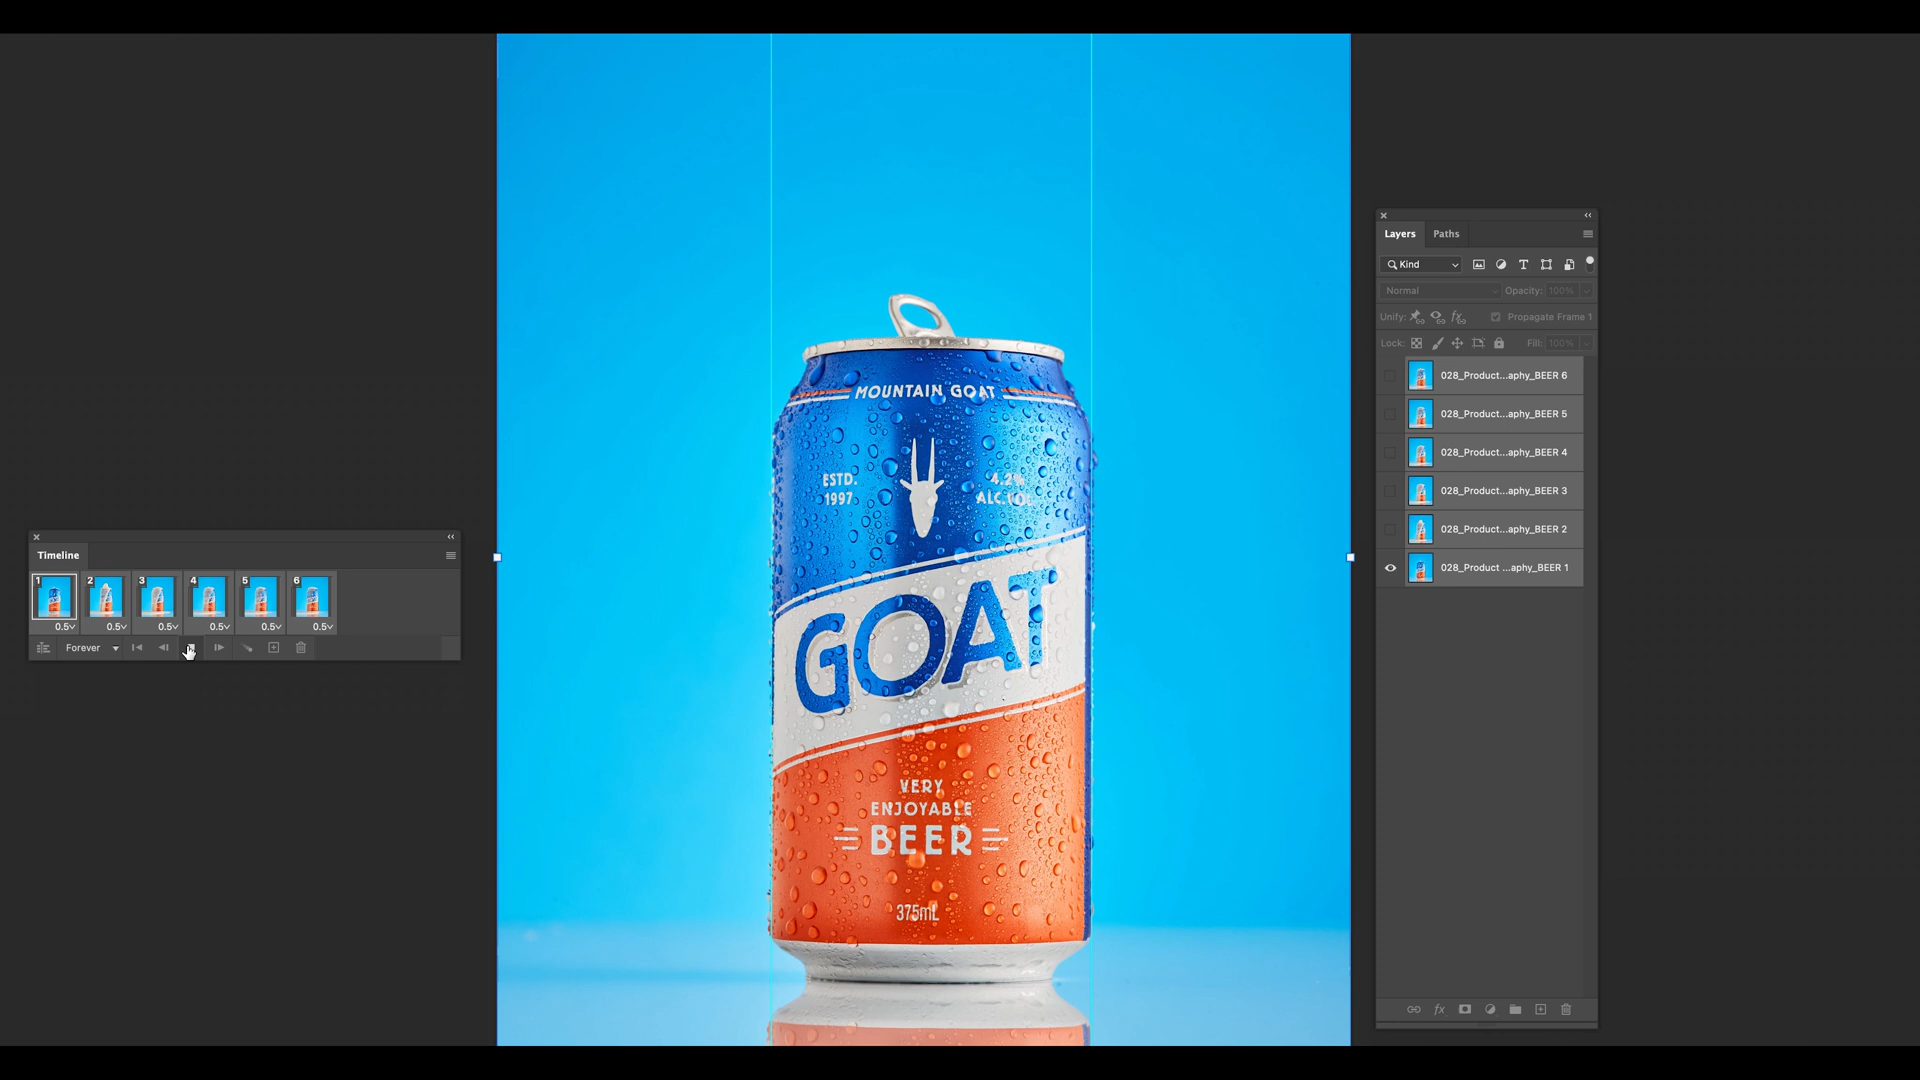 MOUNTAIN GOAT
ESTD.
1997
4.2%
ALC.VOL
GOAT
VERY
ENJOYABLE
BEER
375mL
Timeline
1 2 3 4 5 6
0.5 0.5 0.5 0.5 0.5 0.5
Forever
Layers Paths
Kind
Normal Opacity: 100%
Unify: Propagate Frame 1
Lock: Fill: 100%
028_Product...aphy_BEER 6
028_Product...aphy_BEER 5
028_Product...aphy_BEER 4
028_Product...aphy_BEER 3
028_Product...aphy_BEER 2
028_Product ...aphy_BEER 1